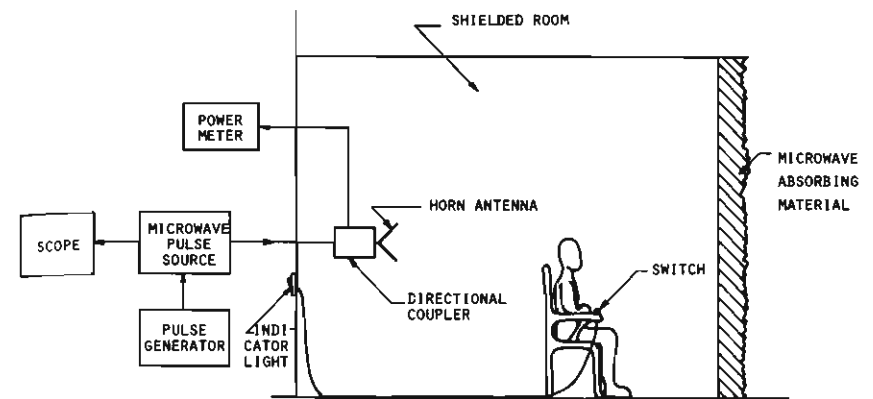 SHIELDED ROOM
POWER
METER
MICROWAVE
ABSORBING
MATERIAL
HORN ANTENNA
SCOPE
MICROWAVE
PULSE
SOURCE
SWITCH
DIRECTIONAL
COUPLER
PULSE
GENERATOR
INDI
CATOR
LIGHT